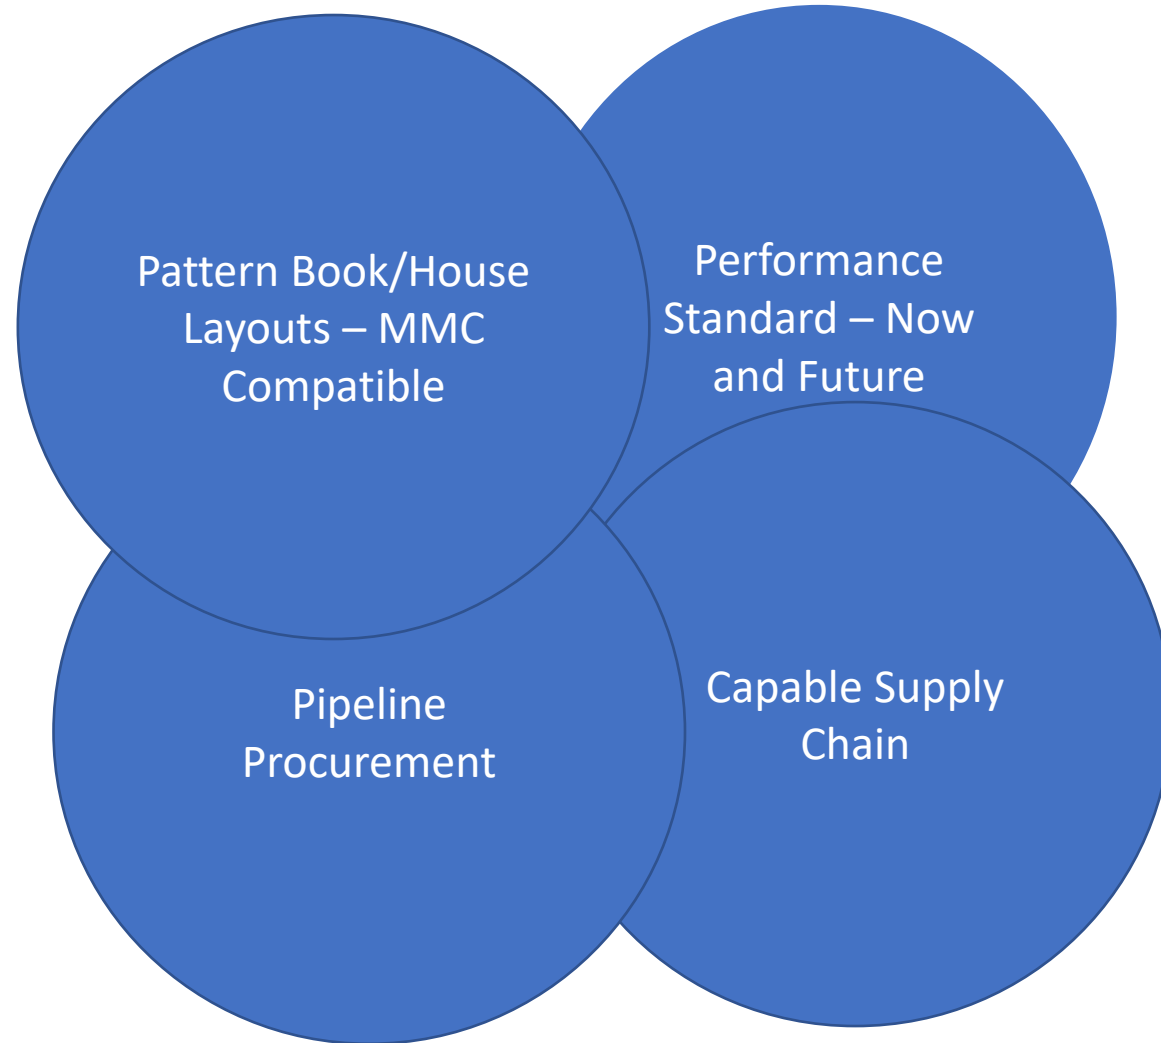 Pattern Book/House
Layouts – MMC
Compatible
Performance
Standard – Now
and Future
Pipeline
Procurement
Capable Supply
Chain